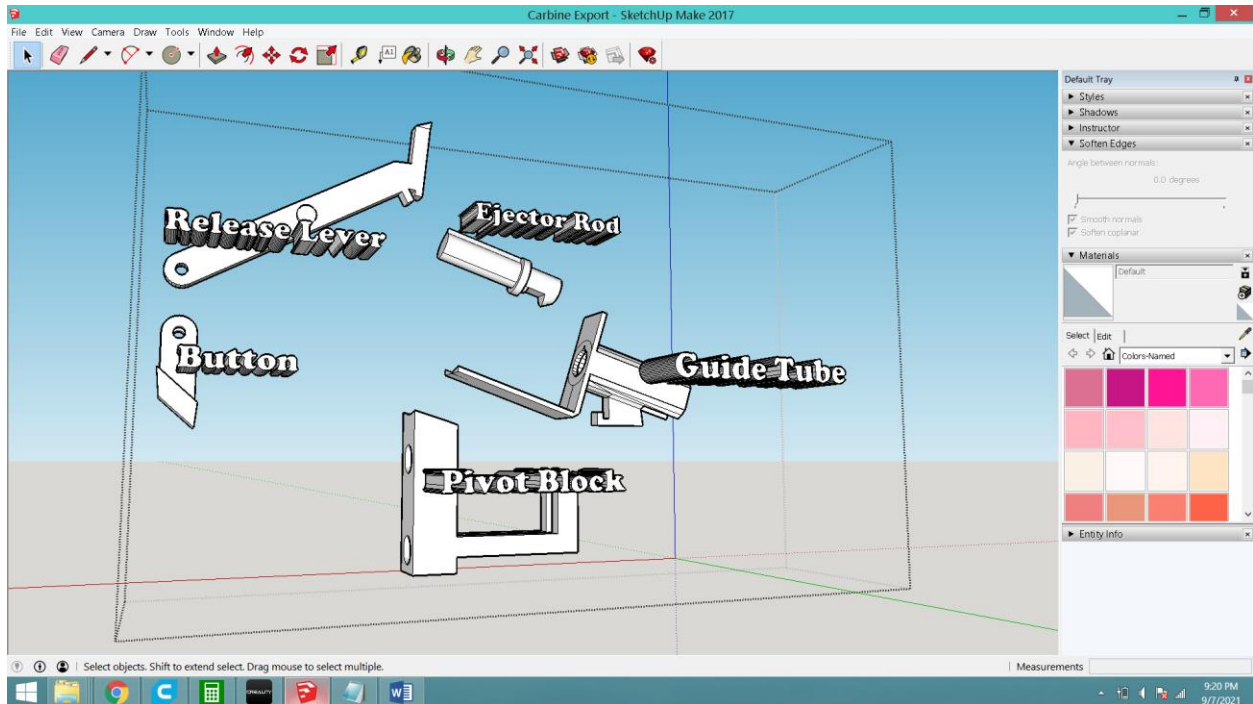 Carbine Export - SketchUp Make 2017
File Edit View Camera Draw Tools Window Help
A1
Default Tray
Styles
Shadows
Instructor
Soften Edges
Angle between normals:
0.0 degrees
Smooth normals
Soften coplanar
Materials
Default
Select Edit
Colors-Named
Entity Info
Release Lever
Ejector Rod
Button
Guide Tube
Pivot Block
Select objects. Shift to extend select. Drag mouse to select multiple.
Measurements
CREALITY
9:20 PM
9/7/2021